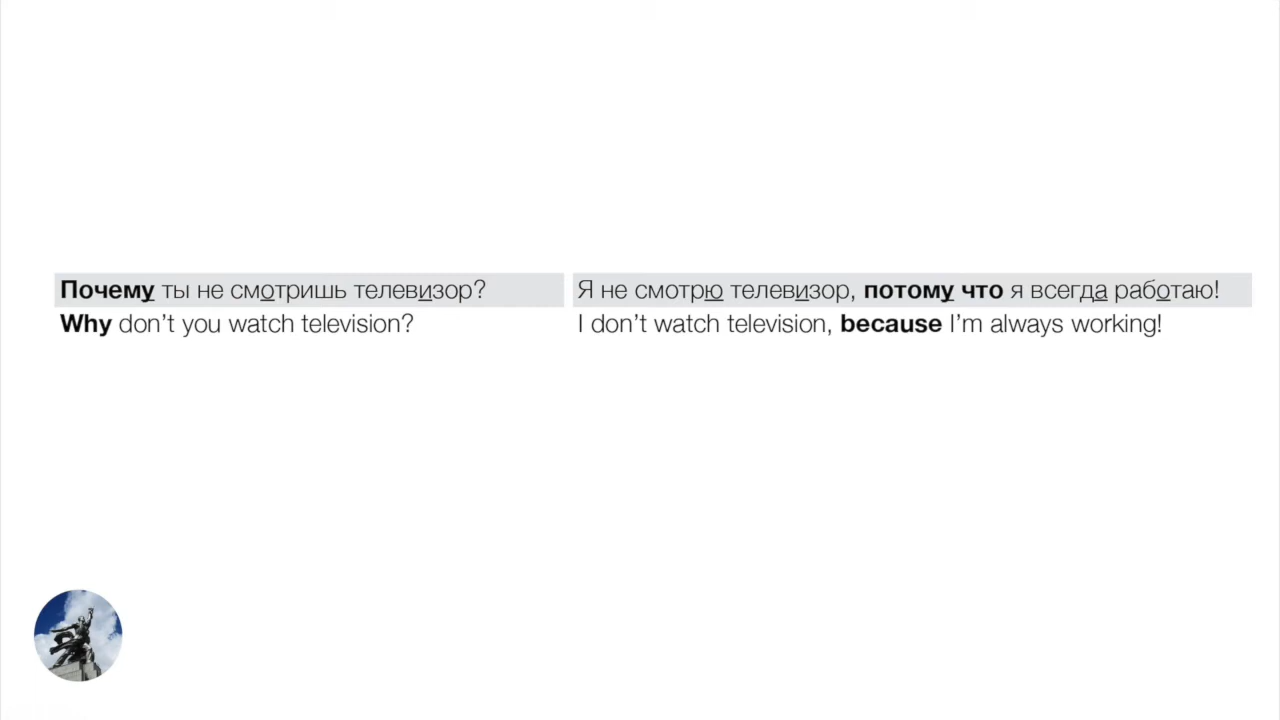 Почему ты не смотришь телевизор?
Why don't you watch television?
Я не смотрю телевизор, потому что я всегда работаю!
I don't watch television, because I'm always working!